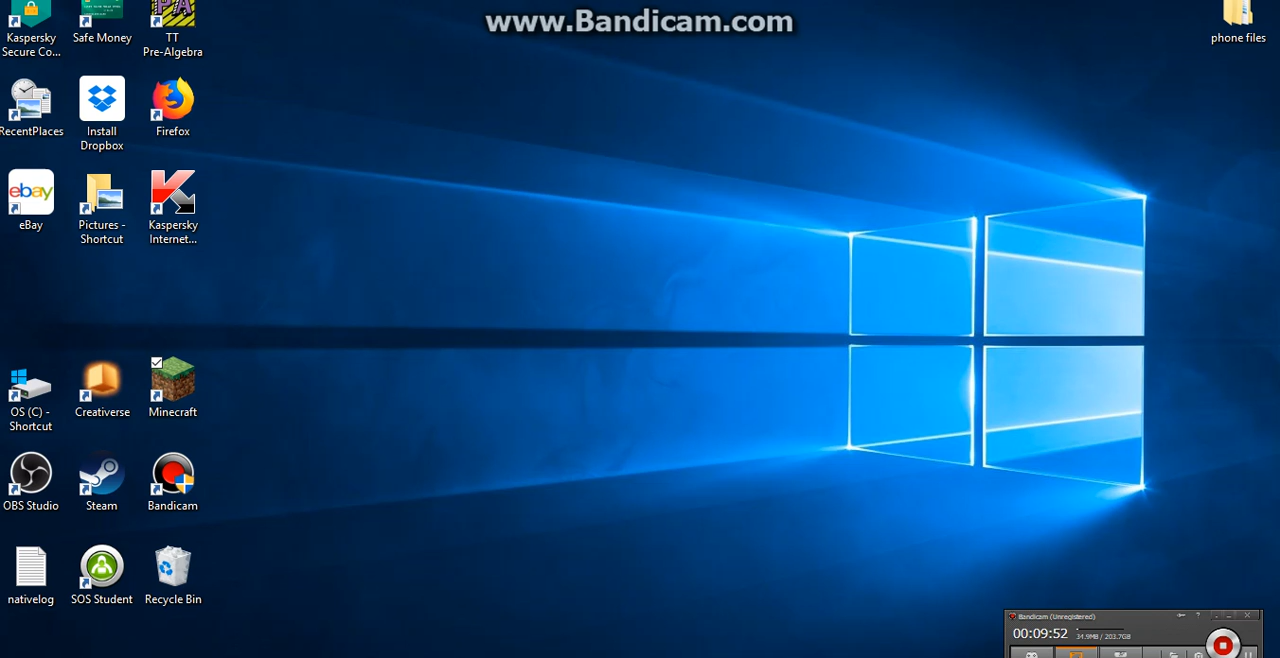 www.Bandicam.com
Kaspersky
Secure Co...
Safe Money
TT
Pre-Algebra
phone files
RecentPlaces
Install
Dropbox
Firefox
ebay
eBay
Pictures -
Shortcut
Kaspersky
Internet...
OS (C) -
Shortcut
Creativerse
Minecraft
OBS Studio
Steam
Bandicam
nativelog
SOS Student
Recycle Bin
Bandicam (Unregistered)
00:09:52
34.9MB / 203.7GB